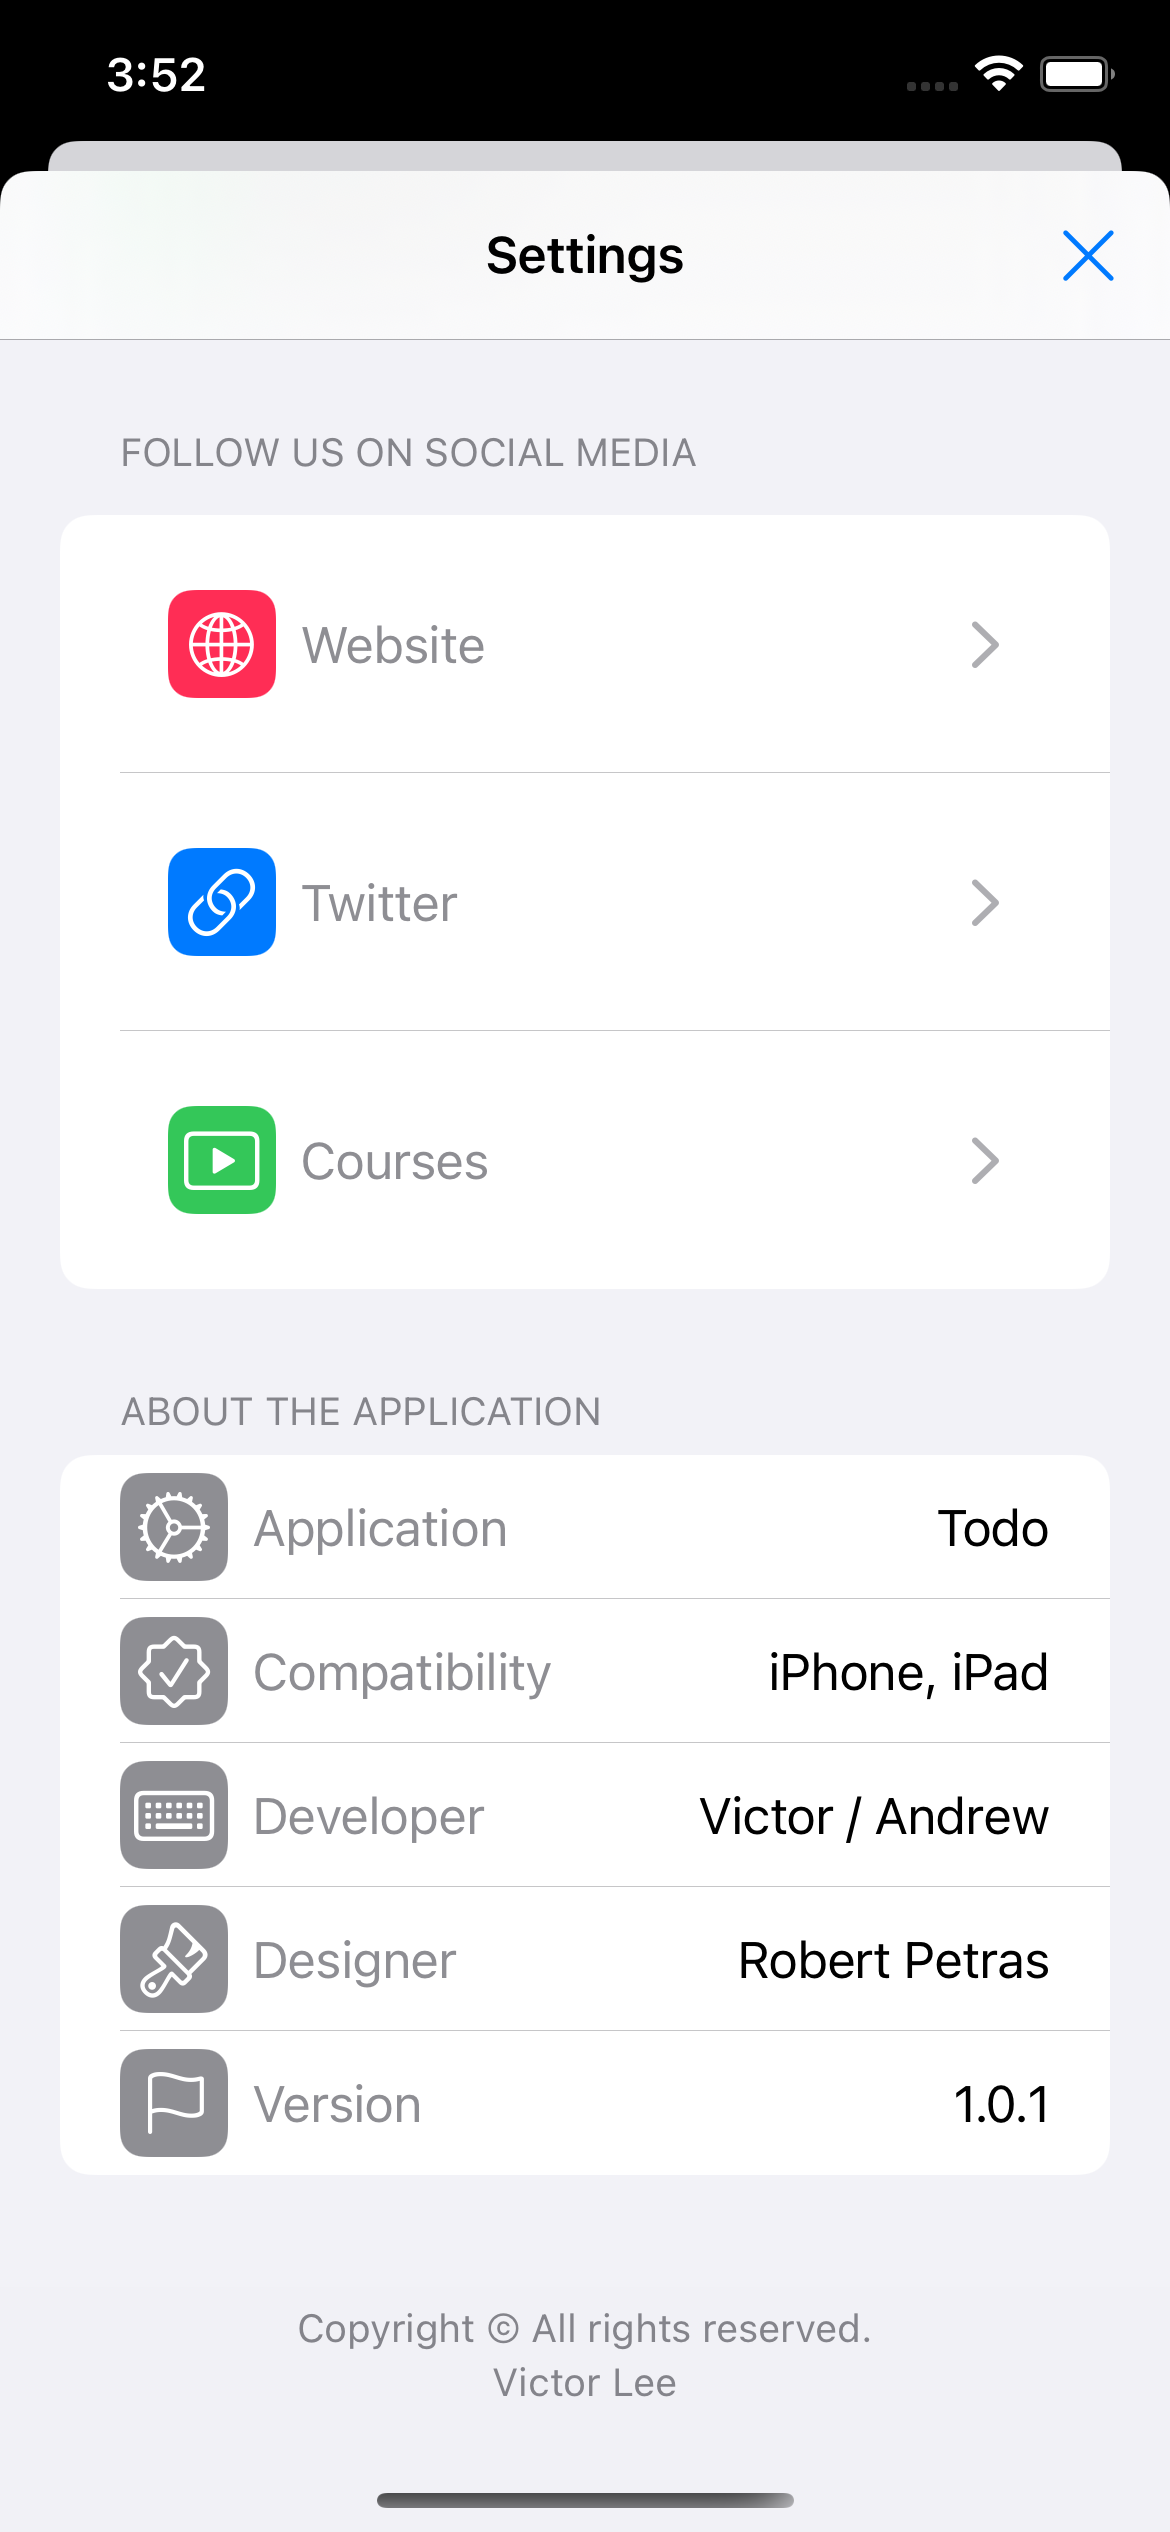 3:52
Settings
FOLLOW US ON SOCIAL MEDIA
Website
Twitter
Courses
ABOUT THE APPLICATION
Application Todo
Compatibility iPhone, iPad
Developer Victor / Andrew
Designer Robert Petras
Version 1.0.1
Copyright © All rights reserved.
Victor Lee